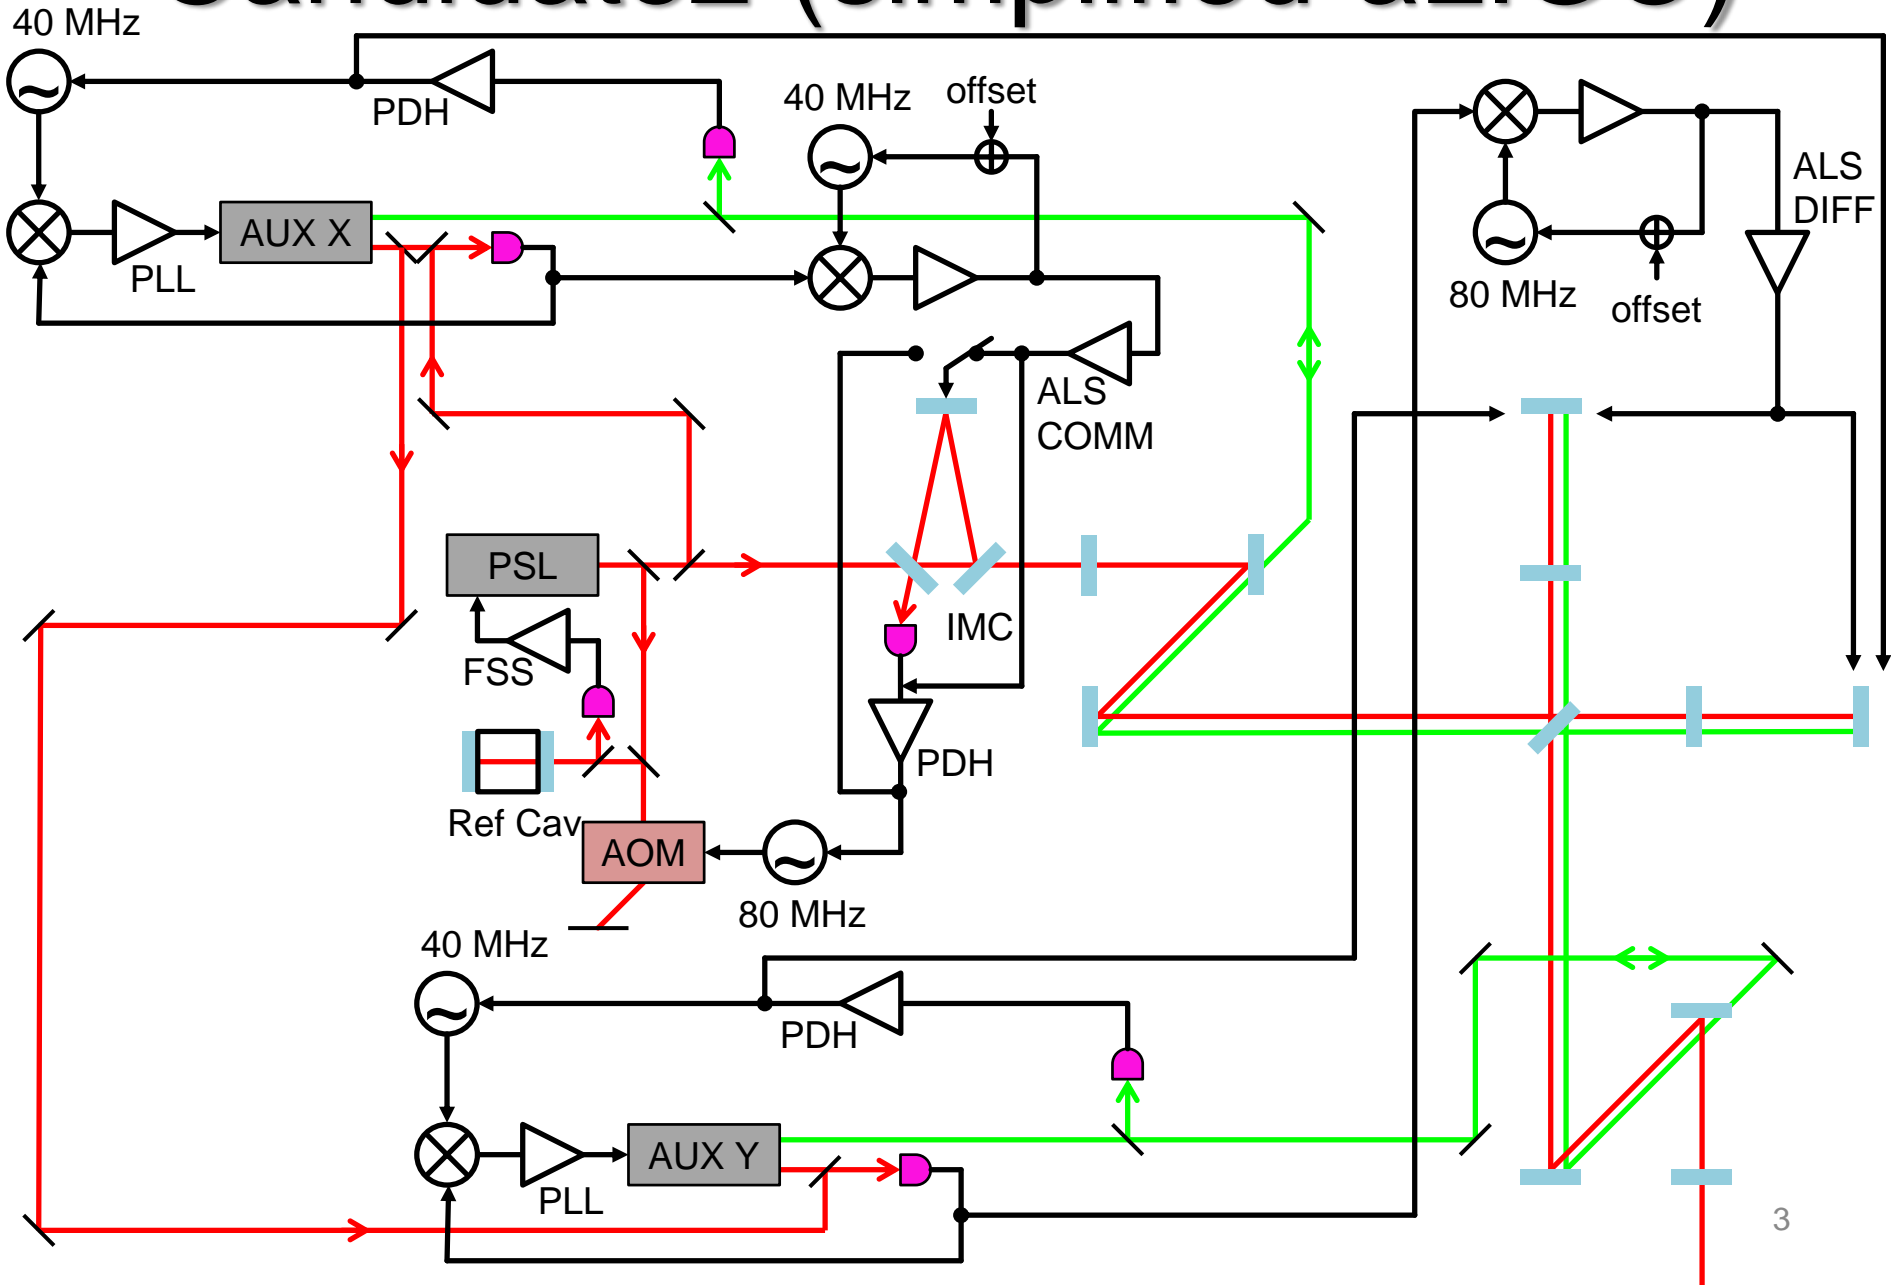 40 MHz
PDH
40 MHz
offset
ALS
DIFF
AUX X
PLL
80 MHz
offset
ALS
COMM
PSL
FSS
IMC
PDH
Ref Cav
AOM
80 MHz
40 MHz
PDH
AUX Y
PLL
3